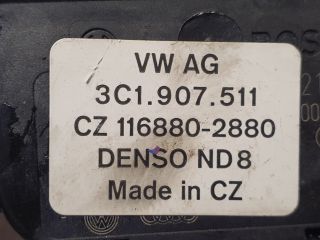 VW AG
3C1.907.511
CZ 116880-2880
DENSO ND8
Made in CZ